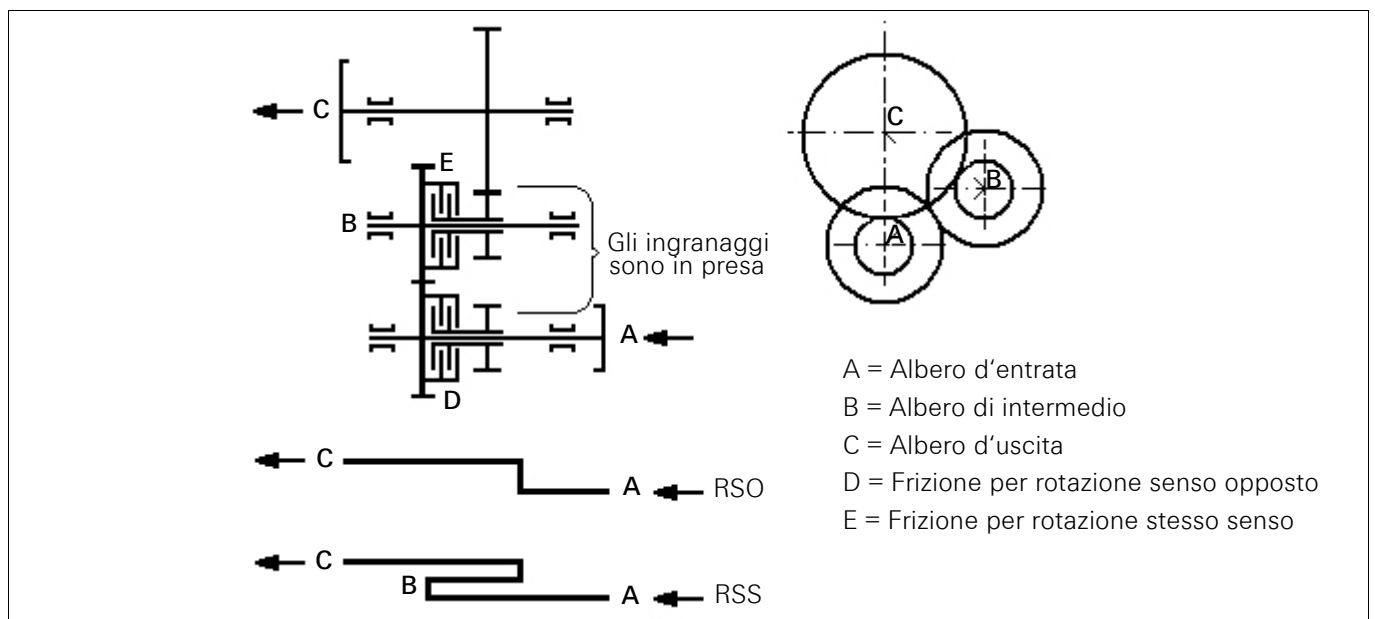 C
E
B
Gli ingranaggi
sono in presa
A
D
C
A RSO
C
B
A RSS
C
B
A
A = Albero d‘entrata
B = Albero di intermedio
C = Albero d‘uscita
D = Frizione per rotazione senso opposto
E = Frizione per rotazione stesso senso